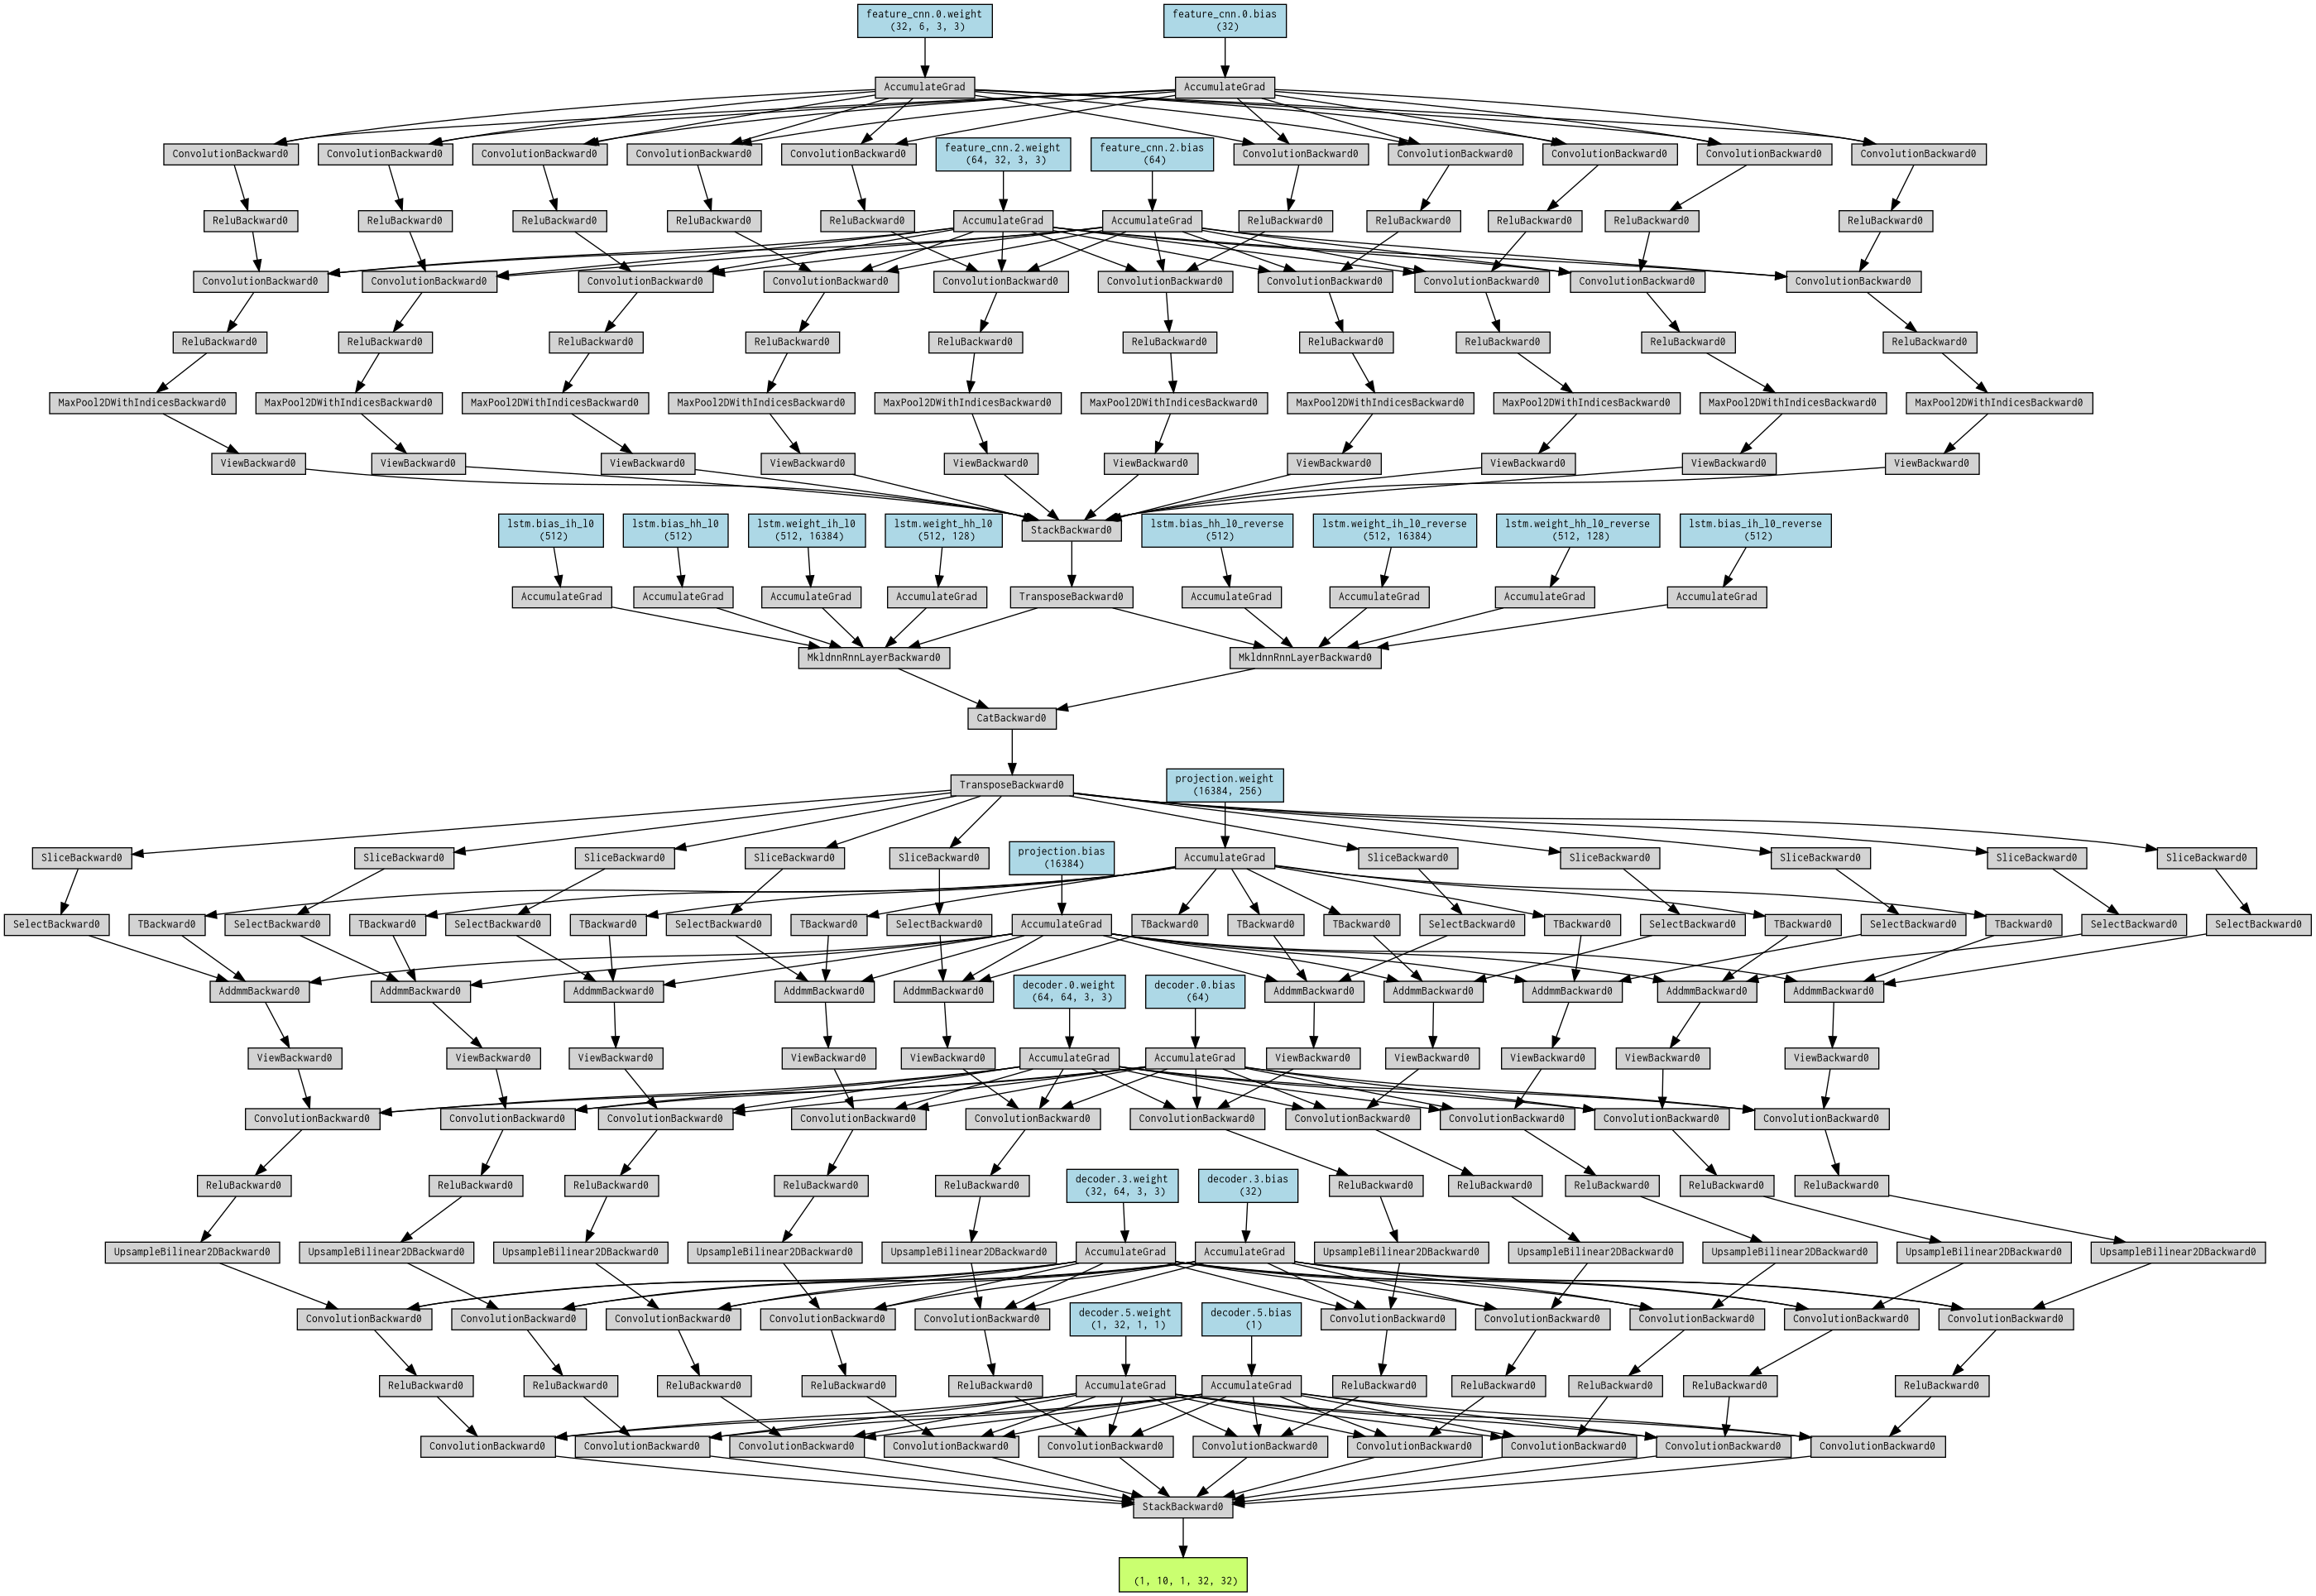 feature_cnn.0.weight
(32, 6, 3, 3)
feature_cnn.0.bias
(32)
AccumulateGrad
AccumulateGrad
ConvolutionBackward0
ConvolutionBackward0
ConvolutionBackward0
ConvolutionBackward0
ConvolutionBackward0
feature_cnn.2.weight
(64, 32, 3, 3)
feature_cnn.2.bias
(64)
ConvolutionBackward0
ConvolutionBackward0
ConvolutionBackward0
ConvolutionBackward0
ConvolutionBackward0
ReluBackward0
ReluBackward0
ReluBackward0
ReluBackward0
ReluBackward0
AccumulateGrad
AccumulateGrad
ReluBackward0
ReluBackward0
ReluBackward0
ReluBackward0
ReluBackward0
ConvolutionBackward0
ConvolutionBackward0
ConvolutionBackward0
ConvolutionBackward0
ConvolutionBackward0
ConvolutionBackward0
ConvolutionBackward0
ConvolutionBackward0
ConvolutionBackward0
ConvolutionBackward0
ReluBackward0
ReluBackward0
ReluBackward0
ReluBackward0
ReluBackward0
ReluBackward0
ReluBackward0
ReluBackward0
ReluBackward0
ReluBackward0
MaxPool2DWithIndicesBackward0
MaxPool2DWithIndicesBackward0
MaxPool2DWithIndicesBackward0
MaxPool2DWithIndicesBackward0
MaxPool2DWithIndicesBackward0
MaxPool2DWithIndicesBackward0
MaxPool2DWithIndicesBackward0
MaxPool2DWithIndicesBackward0
MaxPool2DWithIndicesBackward0
MaxPool2DWithIndicesBackward0
ViewBackward0
ViewBackward0
ViewBackward0
ViewBackward0
ViewBackward0
ViewBackward0
ViewBackward0
ViewBackward0
ViewBackward0
ViewBackward0
lstm.bias_ih_l0
(512)
lstm.bias_hh_l0
(512)
lstm.weight_ih_l0
(512, 16384)
lstm.weight_hh_l0
(512, 128)
StackBackward0
lstm.bias_hh_l0_reverse
(512)
lstm.weight_ih_l0_reverse
(512, 16384)
lstm.weight_hh_l0_reverse
(512, 128)
lstm.bias_ih_l0_reverse
(512)
AccumulateGrad
AccumulateGrad
AccumulateGrad
AccumulateGrad
TransposeBackward0
AccumulateGrad
AccumulateGrad
AccumulateGrad
AccumulateGrad
MkldnnRnnLayerBackward0
MkldnnRnnLayerBackward0
CatBackward0
TransposeBackward0
projection.weight
(16384, 256)
SliceBackward0
SliceBackward0
SliceBackward0
SliceBackward0
SliceBackward0
projection.bias
(16384)
AccumulateGrad
SliceBackward0
SliceBackward0
SliceBackward0
SliceBackward0
SliceBackward0
SelectBackward0
TBackward0
SelectBackward0
TBackward0
SelectBackward0
TBackward0
SelectBackward0
TBackward0
SelectBackward0
AccumulateGrad
TBackward0
TBackward0
TBackward0
SelectBackward0
TBackward0
SelectBackward0
TBackward0
SelectBackward0
TBackward0
SelectBackward0
SelectBackward0
AddmmBackward0
AddmmBackward0
AddmmBackward0
AddmmBackward0
AddmmBackward0
decoder.0.weight
(64, 64, 3, 3)
decoder.0.bias
(64)
AddmmBackward0
AddmmBackward0
AddmmBackward0
AddmmBackward0
AddmmBackward0
ViewBackward0
ViewBackward0
ViewBackward0
ViewBackward0
ViewBackward0
AccumulateGrad
AccumulateGrad
ViewBackward0
ViewBackward0
ViewBackward0
ViewBackward0
ViewBackward0
ConvolutionBackward0
ConvolutionBackward0
ConvolutionBackward0
ConvolutionBackward0
ConvolutionBackward0
ConvolutionBackward0
ConvolutionBackward0
ConvolutionBackward0
ConvolutionBackward0
ConvolutionBackward0
ReluBackward0
ReluBackward0
ReluBackward0
ReluBackward0
ReluBackward0
decoder.3.weight
(32, 64, 3, 3)
decoder.3.bias
(32)
ReluBackward0
ReluBackward0
ReluBackward0
ReluBackward0
ReluBackward0
UpsampleBilinear2DBackward0
UpsampleBilinear2DBackward0
UpsampleBilinear2DBackward0
UpsampleBilinear2DBackward0
UpsampleBilinear2DBackward0
AccumulateGrad
AccumulateGrad
UpsampleBilinear2DBackward0
UpsampleBilinear2DBackward0
UpsampleBilinear2DBackward0
UpsampleBilinear2DBackward0
UpsampleBilinear2DBackward0
ConvolutionBackward0
ConvolutionBackward0
ConvolutionBackward0
ConvolutionBackward0
ConvolutionBackward0
decoder.5.weight
(1, 32, 1, 1)
decoder.5.bias
(1)
ConvolutionBackward0
ConvolutionBackward0
ConvolutionBackward0
ConvolutionBackward0
ConvolutionBackward0
ReluBackward0
ReluBackward0
ReluBackward0
ReluBackward0
ReluBackward0
AccumulateGrad
AccumulateGrad
ReluBackward0
ReluBackward0
ReluBackward0
ReluBackward0
ReluBackward0
ConvolutionBackward0
ConvolutionBackward0
ConvolutionBackward0
ConvolutionBackward0
ConvolutionBackward0
ConvolutionBackward0
ConvolutionBackward0
ConvolutionBackward0
ConvolutionBackward0
ConvolutionBackward0
StackBackward0
(1, 10, 1, 32, 32)